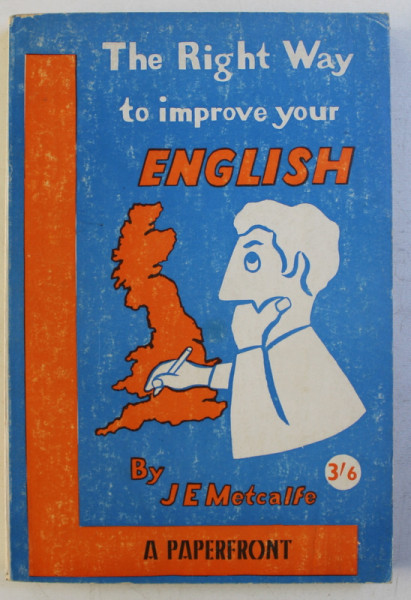 The Right Way
to improve your
ENGLISH
By
J E Metcalfe
3'6
A PAPERFRONT